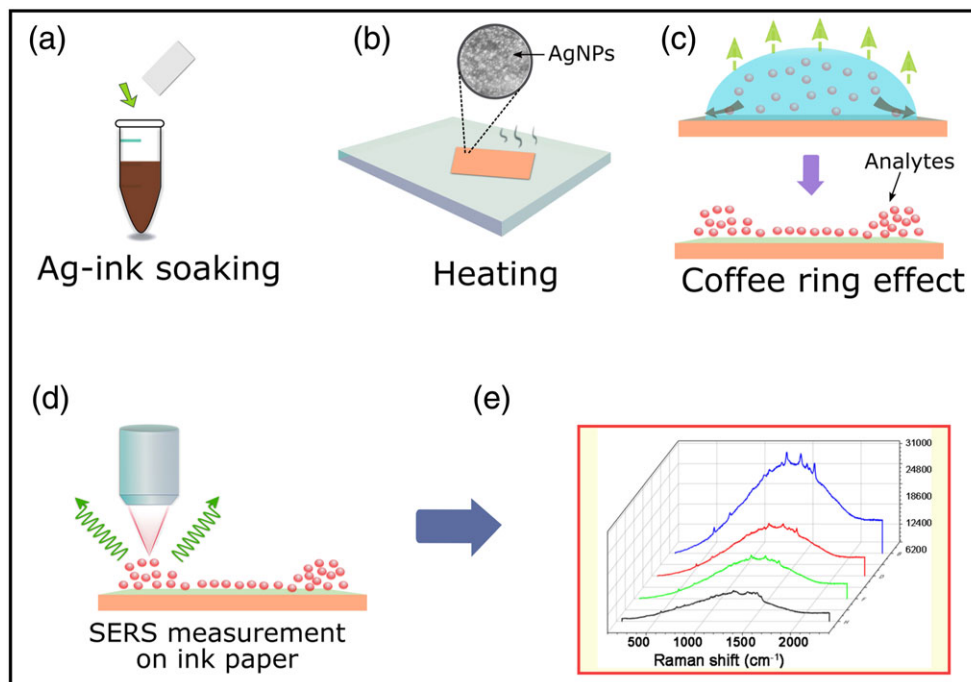 (a)
Ag-ink soaking
(b)
AgNPs
Heating
(c)
Analytes
Coffee ring effect
(d)
SERS measurement
on ink paper
(e)
31000
24800
18600
12400
6200
500 1000 1500 2000
Raman shift (cm⁻¹)